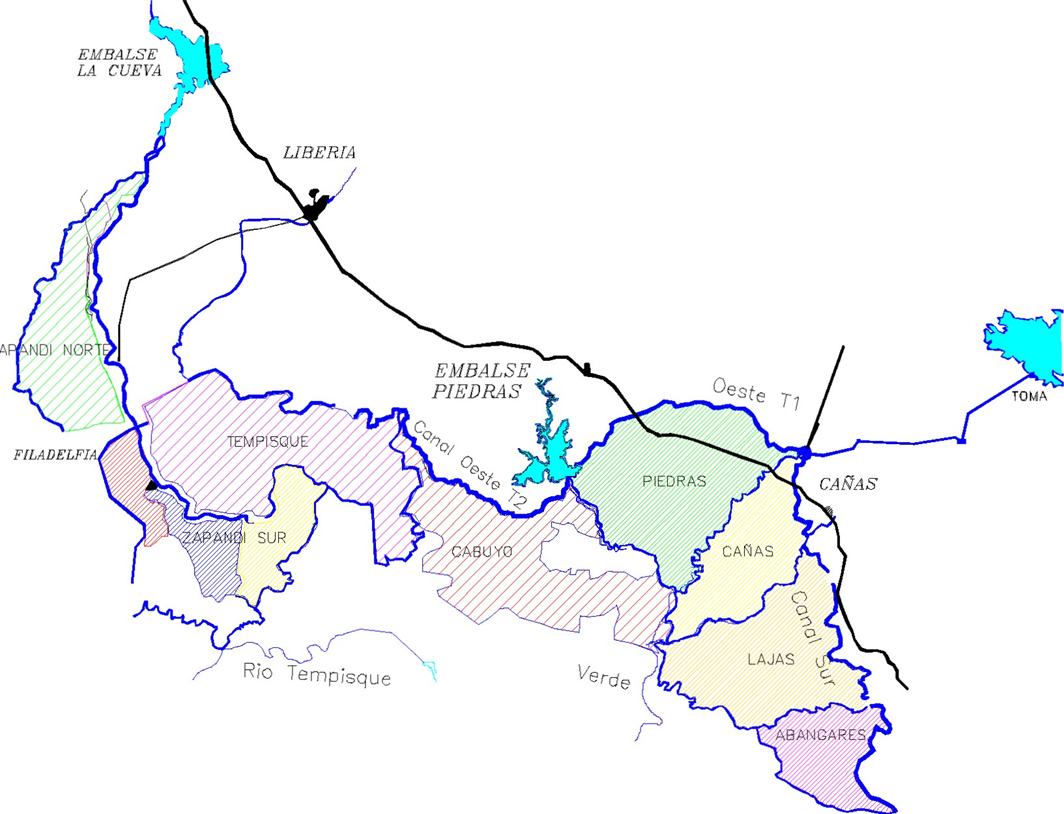 EMBALSE
LA CUEVA
LIBERIA
APANDI NORTE
EMBALSE
PIEDRAS
Oeste T1
TOMA
FILADELFIA
TEMPISQUE
Canal Oeste T2
PIEDRAS
CAÑAS
ZAPANDI SUR
CABUYO
CAÑAS
Canal Sur
LAJAS
Rio Tempisque
Verde
ABANGARES